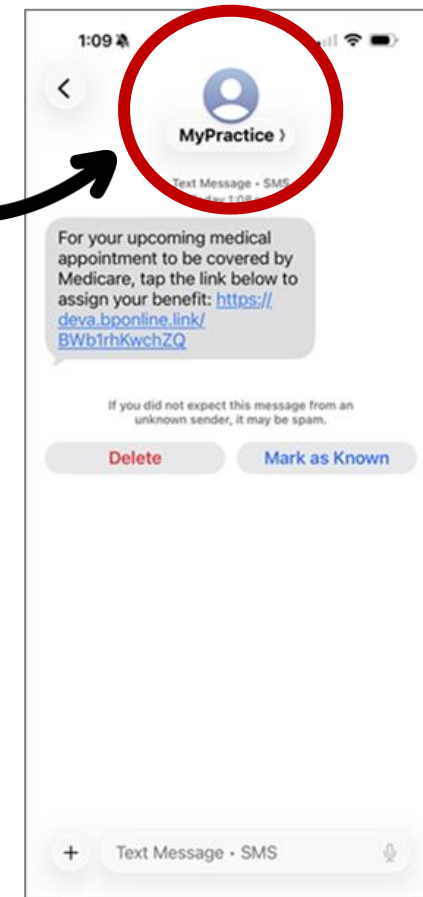 1:09
MyPractice >
Text Message • SMS
1:08
For your upcoming medical
appointment to be covered by
Medicare, tap the link below to
assign your benefit: https://
deva.bponline.link/
BWb1rhKwchZQ
If you did not expect this message from an
unknown sender, it may be spam.
Delete
Mark as Known
+
Text Message • SMS